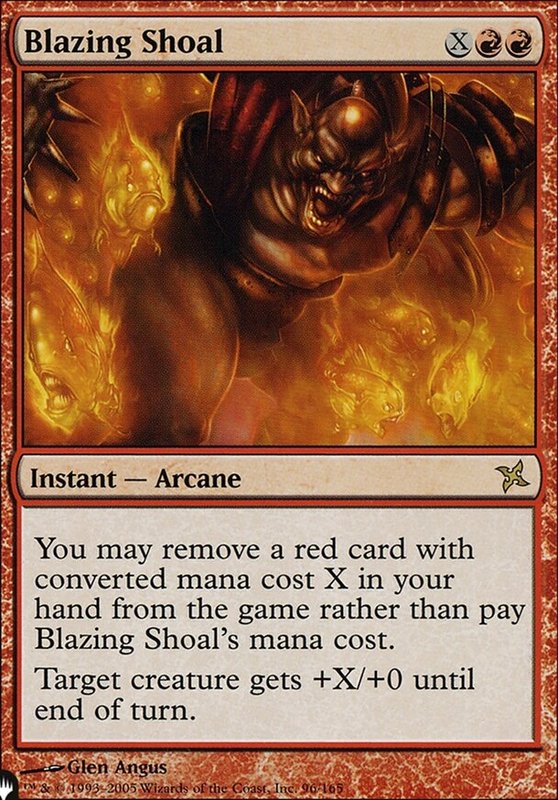 Blazing Shoal X
Instant — Arcane
You may remove a red card with
converted mana cost X in your
hand from the game rather than pay
Blazing Shoal's mana cost.
Target creature gets +X/+0 until
end of turn.
Glen Angus
™ & © 1993–2005 Wizards of the Coast, Inc. 96/165